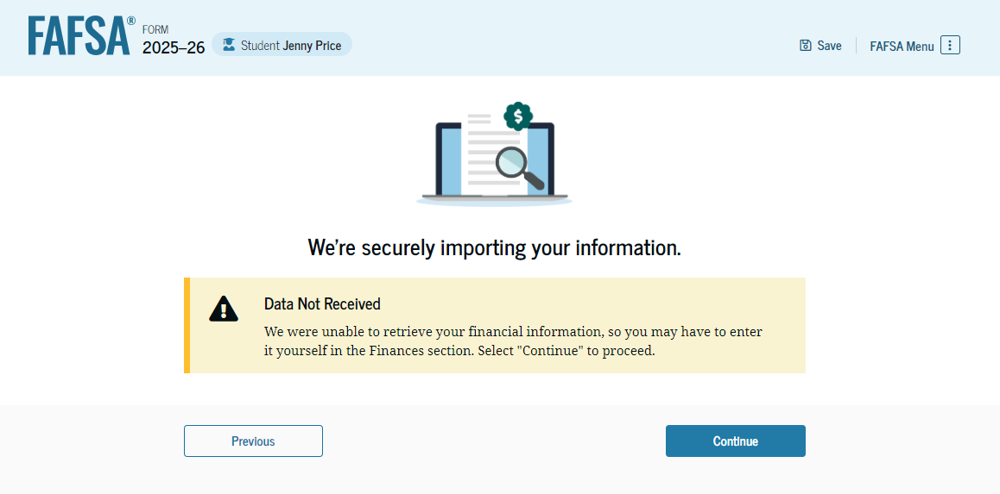 FAFSA®
FORM
2025–26
Student Jenny Price
Save
FAFSA Menu
$
We're securely importing your information.
Data Not Received
We were unable to retrieve your financial information, so you may have to enter
it yourself in the Finances section. Select "Continue" to proceed.
Previous
Continue